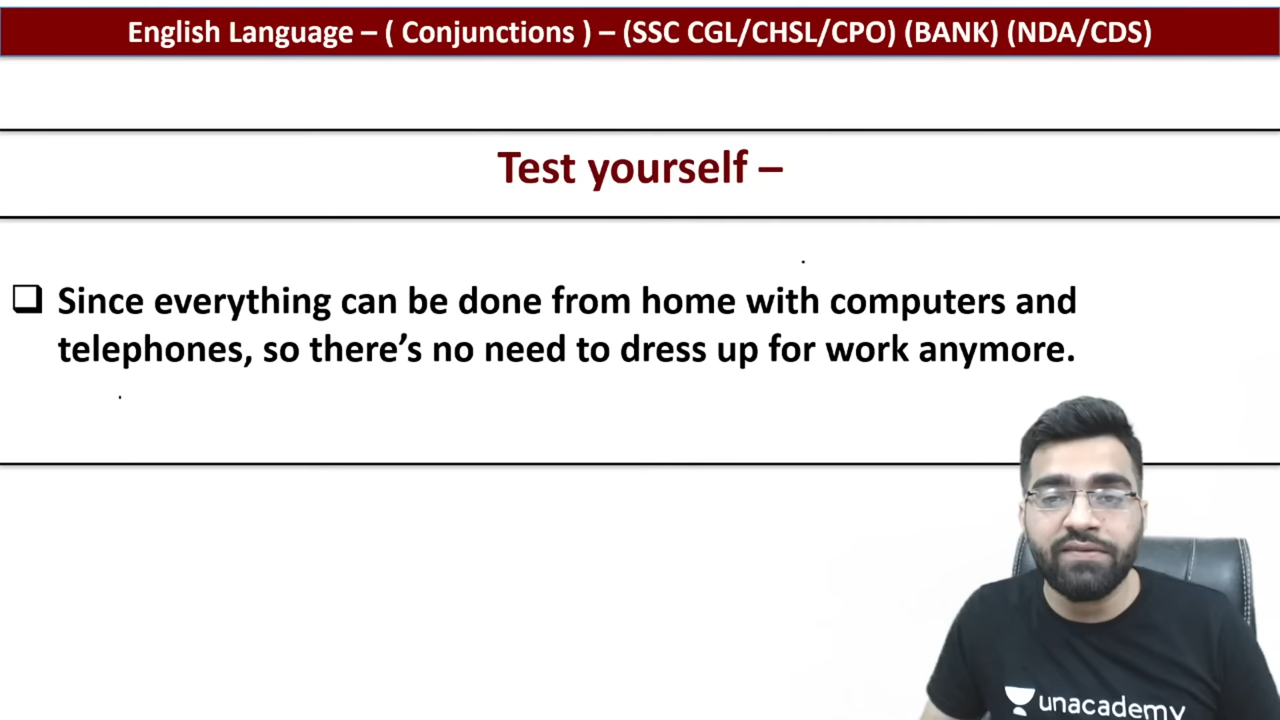 English Language – ( Conjunctions ) – (SSC CGL/CHSL/CPO) (BANK) (NDA/CDS)
Test yourself –
Since everything can be done from home with computers and
telephones, so there’s no need to dress up for work anymore.
unacademy